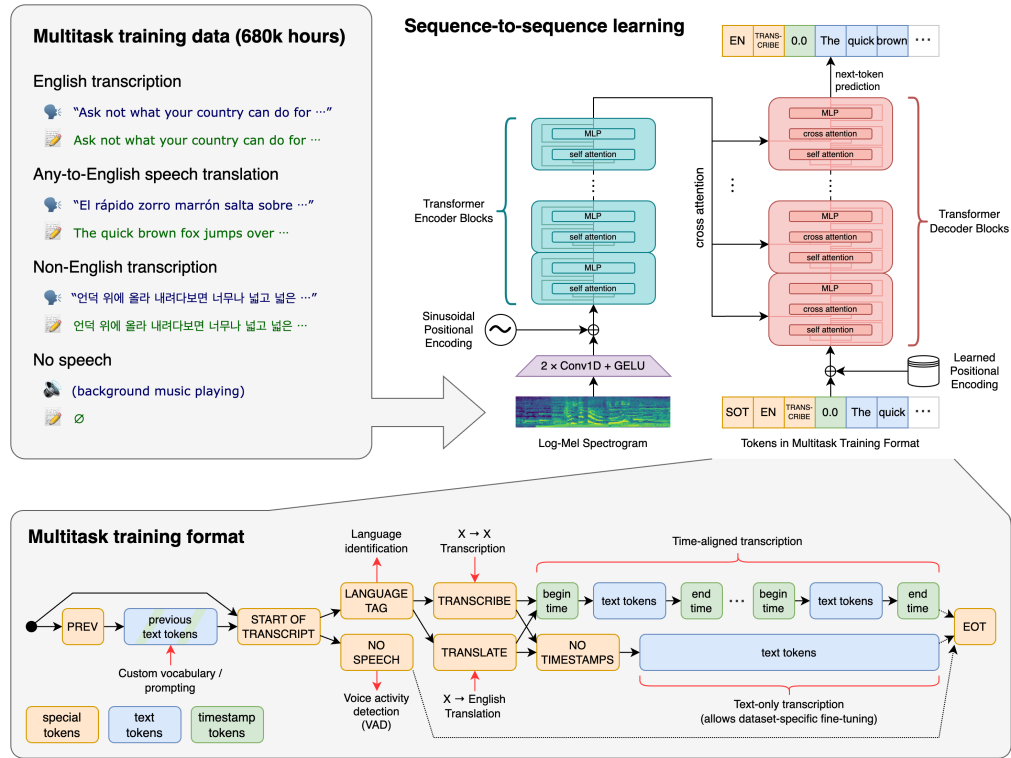 Multitask training data (680k hours)
English transcription
“Ask not what your country can do for ⋯”
Ask not what your country can do for ⋯
Any-to-English speech translation
“El rápido zorro marrón salta sobre ⋯”
The quick brown fox jumps over ⋯
Non-English transcription
“언덕 위에 올라 내려다보면 너무나 넓고 넓은 ⋯”
언덕 위에 올라 내려다보면 너무나 넓고 넓은 ⋯
No speech
(background music playing)
∅
Sequence-to-sequence learning
EN
TRANS-
CRIBE
0.0
The
quick
brown
⋯
next-token
prediction
MLP
self attention
MLP
self attention
MLP
self attention
Transformer
Encoder Blocks
Sinusoidal
Positional
Encoding
2 × Conv1D + GELU
Log-Mel Spectrogram
cross attention
MLP
cross attention
self attention
MLP
cross attention
self attention
MLP
cross attention
self attention
Transformer
Decoder Blocks
Learned
Positional
Encoding
SOT
EN
TRANS-
CRIBE
0.0
The
quick
⋯
Tokens in Multitask Training Format
Multitask training format
PREV
previous
text tokens
Custom vocabulary /
prompting
START OF
TRANSCRIPT
Language
identification
LANGUAGE
TAG
NO
SPEECH
Voice activity
detection
(VAD)
X → X
Transcription
TRANSCRIBE
TRANSLATE
X → English
Translation
Time-aligned transcription
begin
time
text tokens
end
time
⋯
begin
time
text tokens
end
time
NO
TIMESTAMPS
text tokens
Text-only transcription
(allows dataset-specific fine-tuning)
EOT
special
tokens
text
tokens
timestamp
tokens